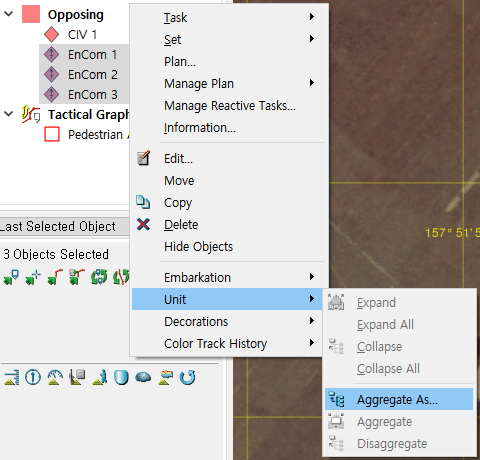 Opposing
CIV 1
EnCom 1
EnCom 2
EnCom 3
Tactical Graph
Pedestrian
Last Selected Object
3 Objects Selected
Task
Set
Plan...
Manage Plan
Manage Reactive Tasks...
Information...
Edit...
Move
Copy
Delete
Hide Objects
Embarkation
Unit
Decorations
Color Track History
Expand
Expand All
Collapse
Collapse All
Aggregate As...
Aggregate
Disaggregate
157° 51' 5